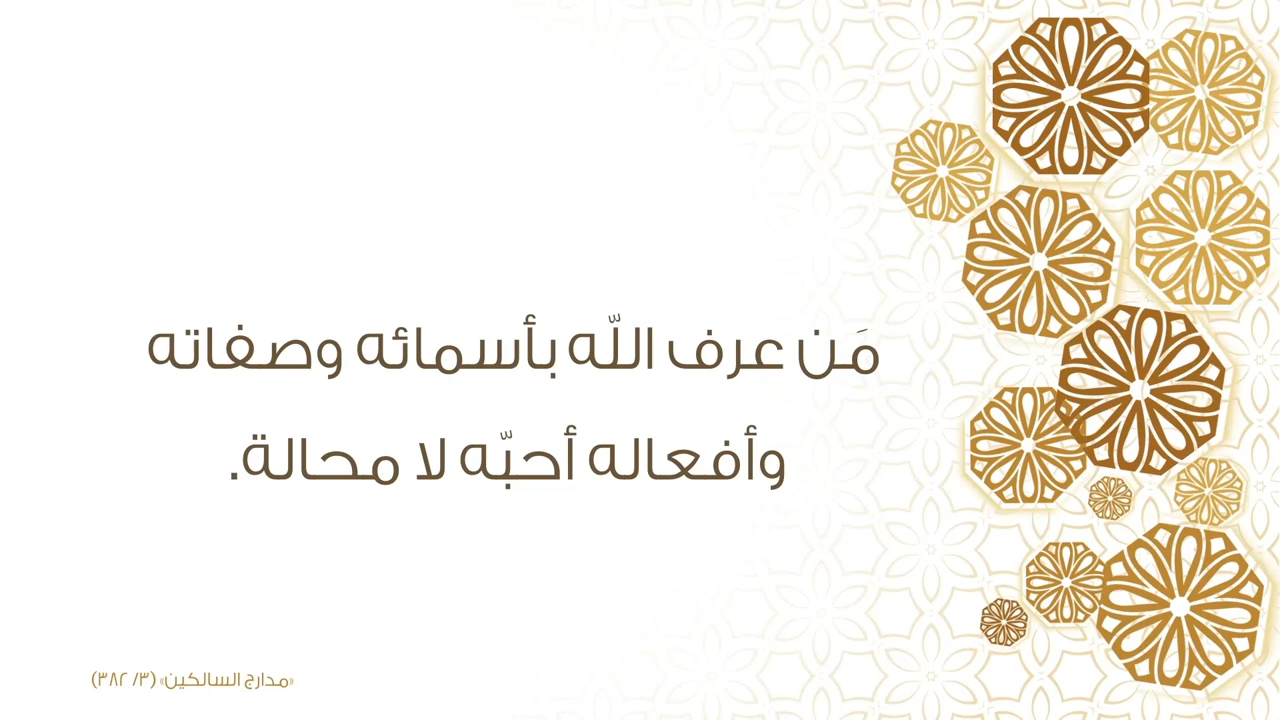 مَن عرف اللّه بأسمائه وصفاته
وأفعاله أحبّه لا محالة.
«مدارج السالكين» (٣/ ٣٨٢)